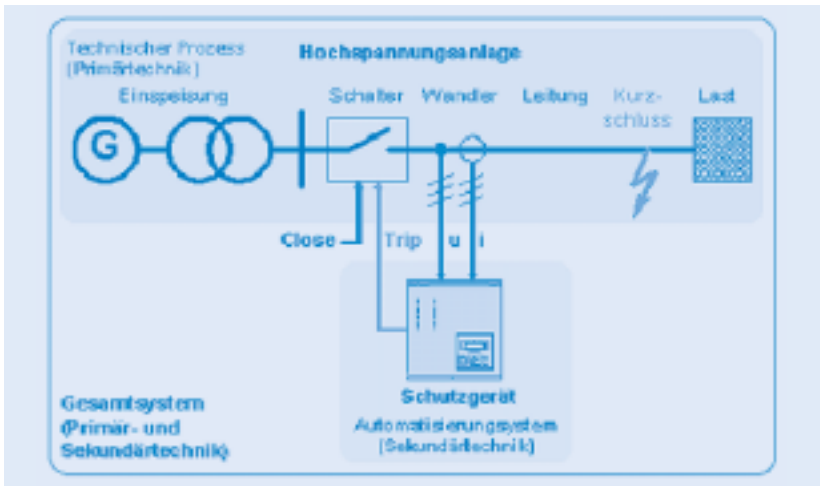 Technischer Prozess
(Primärtechnik)
Hochspannungsanlage
Einspeisung
Schalter
Wandler
Leitung
Kurz-
schluss
Last
G
Close
Trip
u
i
Schutzgerät
Automatisierungssystem
(Sekundärtechnik)
Gesamtsystem
(Primär- und
Sekundärtechnik)